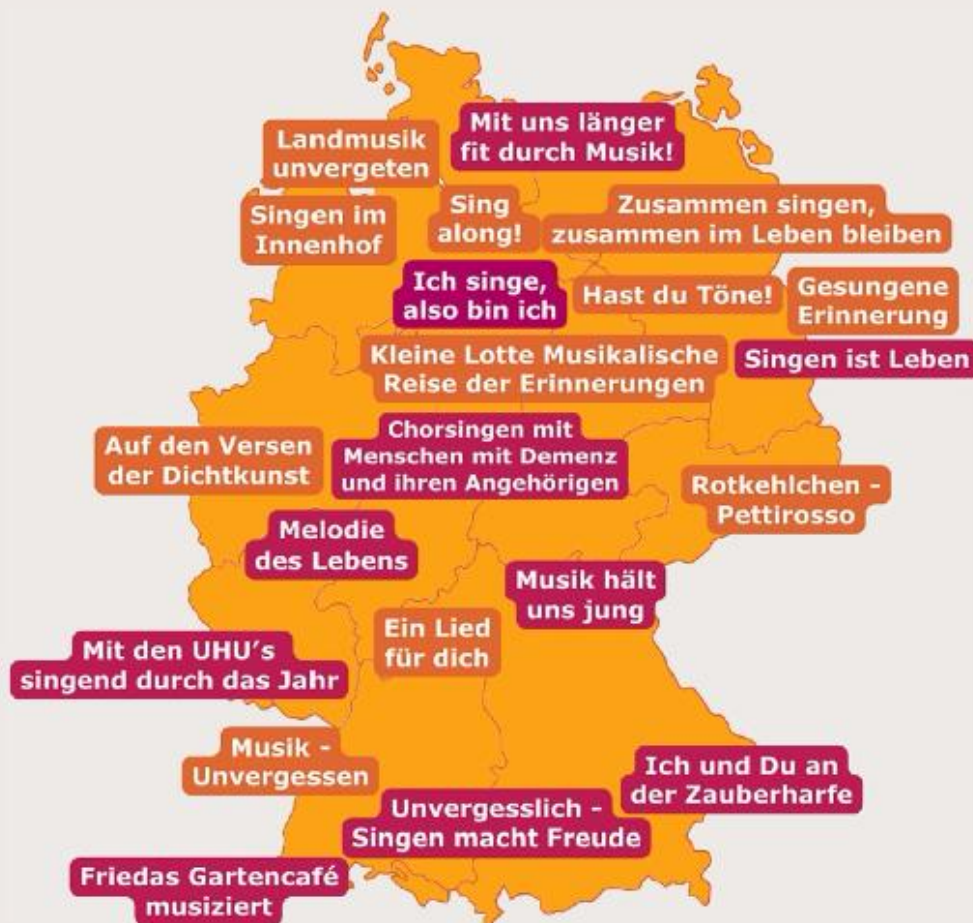 Mit uns länger
fit durch Musik!
Landmusik
unvergeten
Singen im
Innenhof
Sing
along!
Zusammen singen,
zusammen im Leben bleiben
Ich singe,
also bin ich
Hast du Töne!
Gesungene
Erinnerung
Kleine Lotte Musikalische
Reise der Erinnerungen
Singen ist Leben
Auf den Versen
der Dichtkunst
Chorsingen mit
Menschen mit Demenz
und ihren Angehörigen
Rotkehlchen -
Pettirosso
Melodie
des Lebens
Musik hält
uns jung
Ein Lied
für dich
Mit den UHU's
singend durch das Jahr
Musik -
Unvergessen
Ich und Du an
der Zauberharfe
Unvergesslich -
Singen macht Freude
Friedas Gartencafé
musiziert